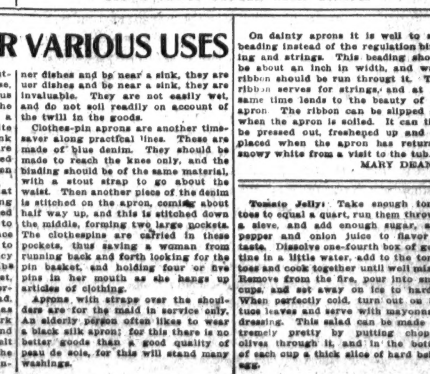 R VARIOUS USES
ner dishes and be near a sink, they are
uer dishes and be near a sink, they are
invaluable. They are not easily wet,
and do not soil readily on account of
the twill in the goods.
Clothes-pin aprons are another time-
saver along practical lines. These are
made of blue denim. They should be
made to reach the knee only, and the
binding should be of the same material,
with a stout strap to go about the
waist. Then another piece of the denim
is stitched on the apron, coming about
half way up, and this is stitched down
the middle, forming two large pockets.
The clothespins are carried in these
pockets, thus saving a woman from
running back and forth looking for the
pin basket, and holding four or five
pins in her mouth as she hangs up
articles of clothing.
Aprons with straps over the shoul-
ders are for the maid in service only.
An elderly person often likes to wear
a black silk apron; for this there is no
better goods than a good quality of
peau de sole, for this will stand many
washings.
On dainty aprons it is well to
beading instead of the regulation
ing and strings. This beading
be about an inch in width, and
ribbon should be run through it.
ribbon serves for strings, and at
same time lends to the beauty of
apron. The ribbon can be slipped
when the apron is soiled. It can
be pressed out, freshened up and
placed when the apron has
snowy white from a visit to the
MARY
Tomato Jelly: Take enough
toes to equal a quart, run them
a sieve, and add enough sugar,
pepper and onion juice to flavor
taste. Dissolve one-fourth box of
tine in a little water, add to the
toes and cook together until well
Remove from the fire, pour into
cups, and set away on ice to
When perfectly cold, turn out on
tuce leaves and serve with
dressing. This salad can be made
tremely pretty by putting
olives through it, and in the
of each cup a thick slice of hard
egg.